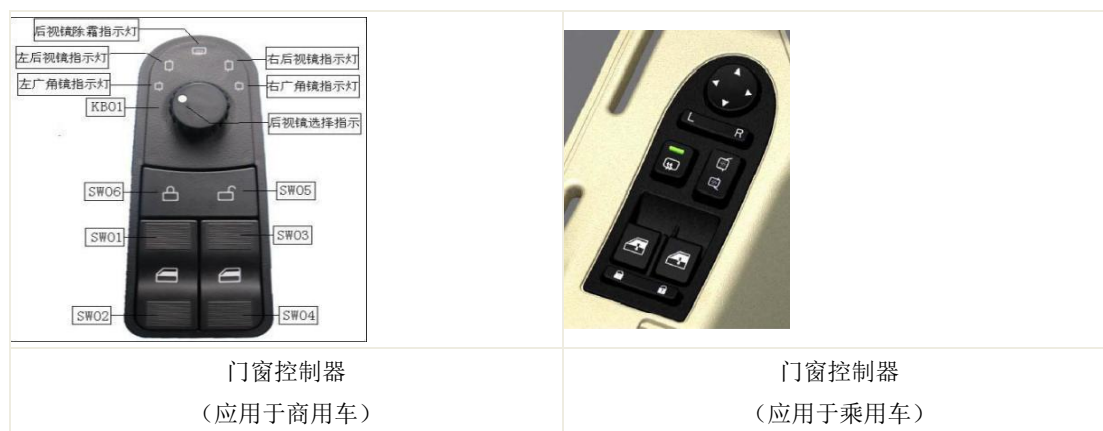 后视镜除霜指示灯
左后视镜指示灯
右后视镜指示灯
左广角镜指示灯
右广角镜指示灯
KB01
后视镜选择指示
SW06
SW05
SW01
SW03
SW02
SW04
L
R
门窗控制器
（应用于商用车）
门窗控制器
（应用于乘用车）